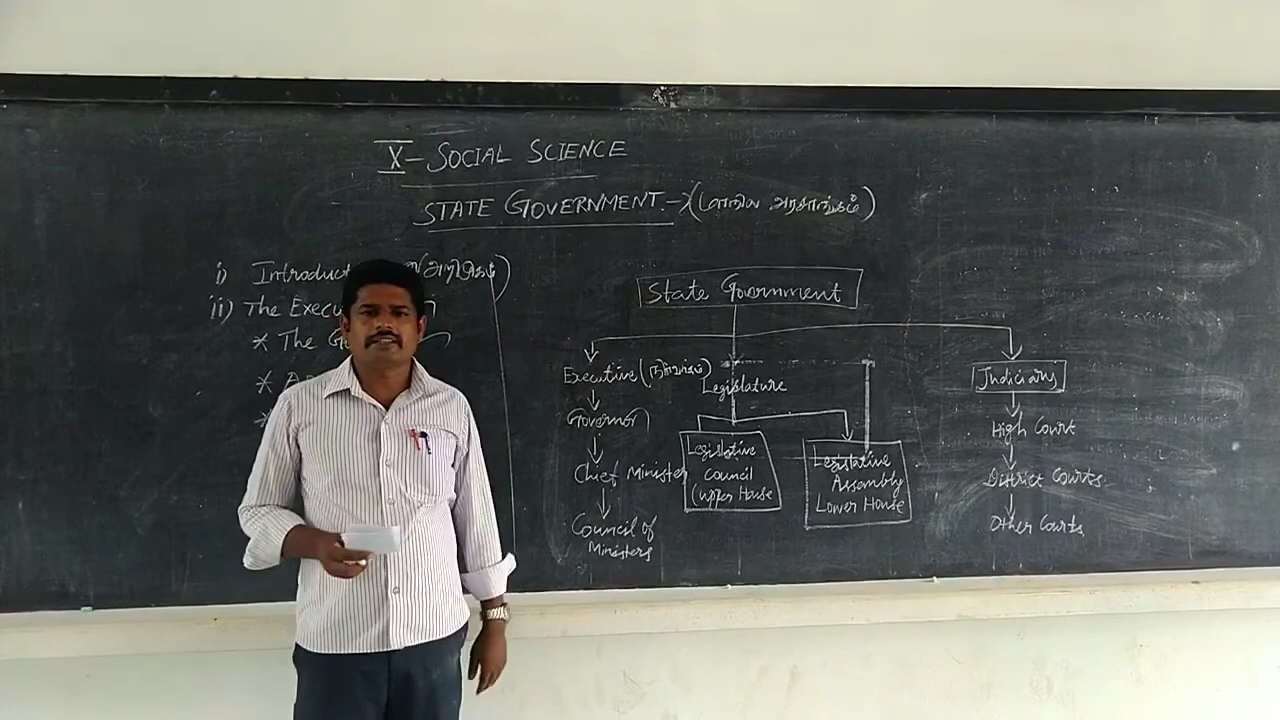 X- SOCIAL SCIENCE
STATE GOVERNMENT.->(மாநில அரசாங்கம்)
i) Introduct
ii) The Execu
* The G
*
*
State Government
Executive (நிர்வாகம்)
Governor
Chief Minister
Council of
Ministers
Legislature
Legislative
Council
(upper House
Legislative
Assembly
Lower House
Judiciary
High Court
District Courts
Other Courts